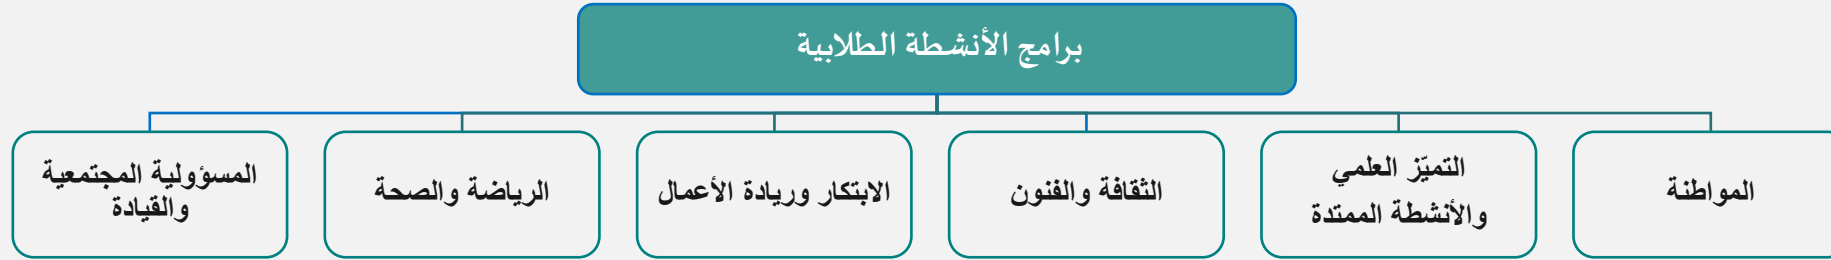 برامج الأنشطة الطلابية
المواطنة
التميّز العلمي
والأنشطة الممتدة
الثقافة والفنون
الابتكار وريادة الأعمال
الرياضة والصحة
المسؤولية المجتمعية
والقيادة